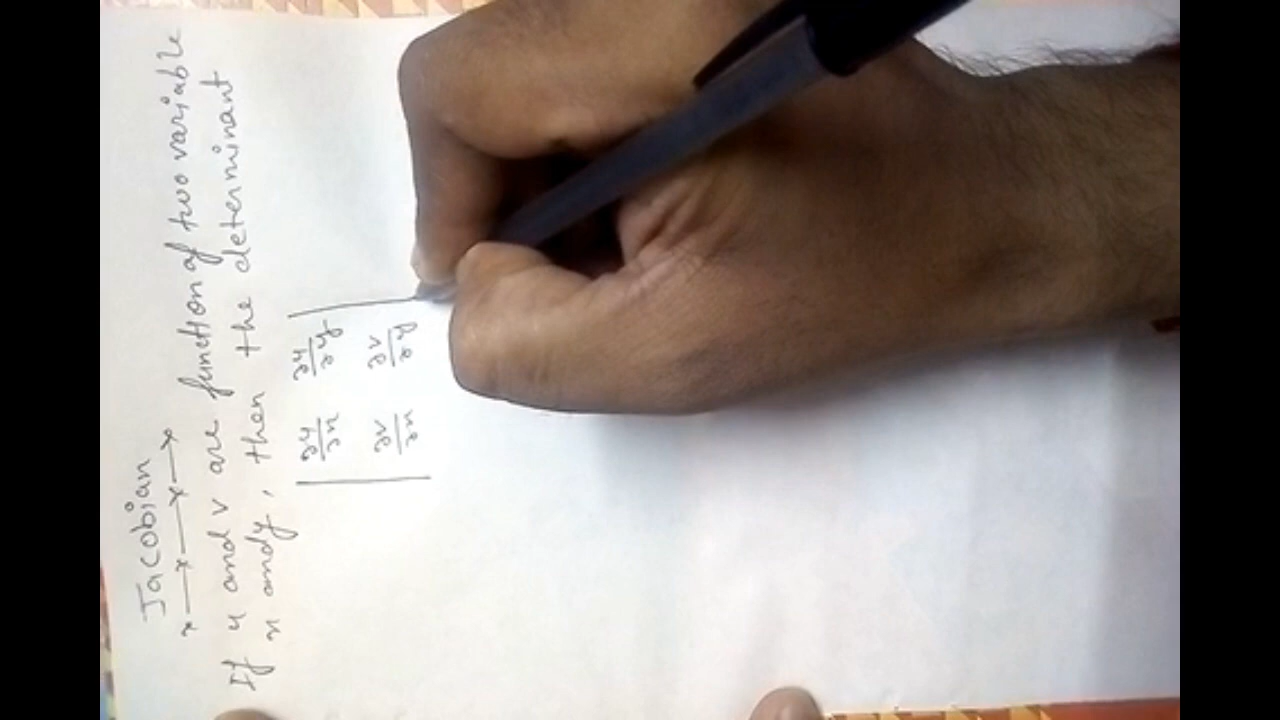 Jacobian
x — x — x — x
If u and v are function of two variable
x and y, then the determinant
| ∂u/∂x ∂u/∂y |
| ∂v/∂x ∂v/∂y |